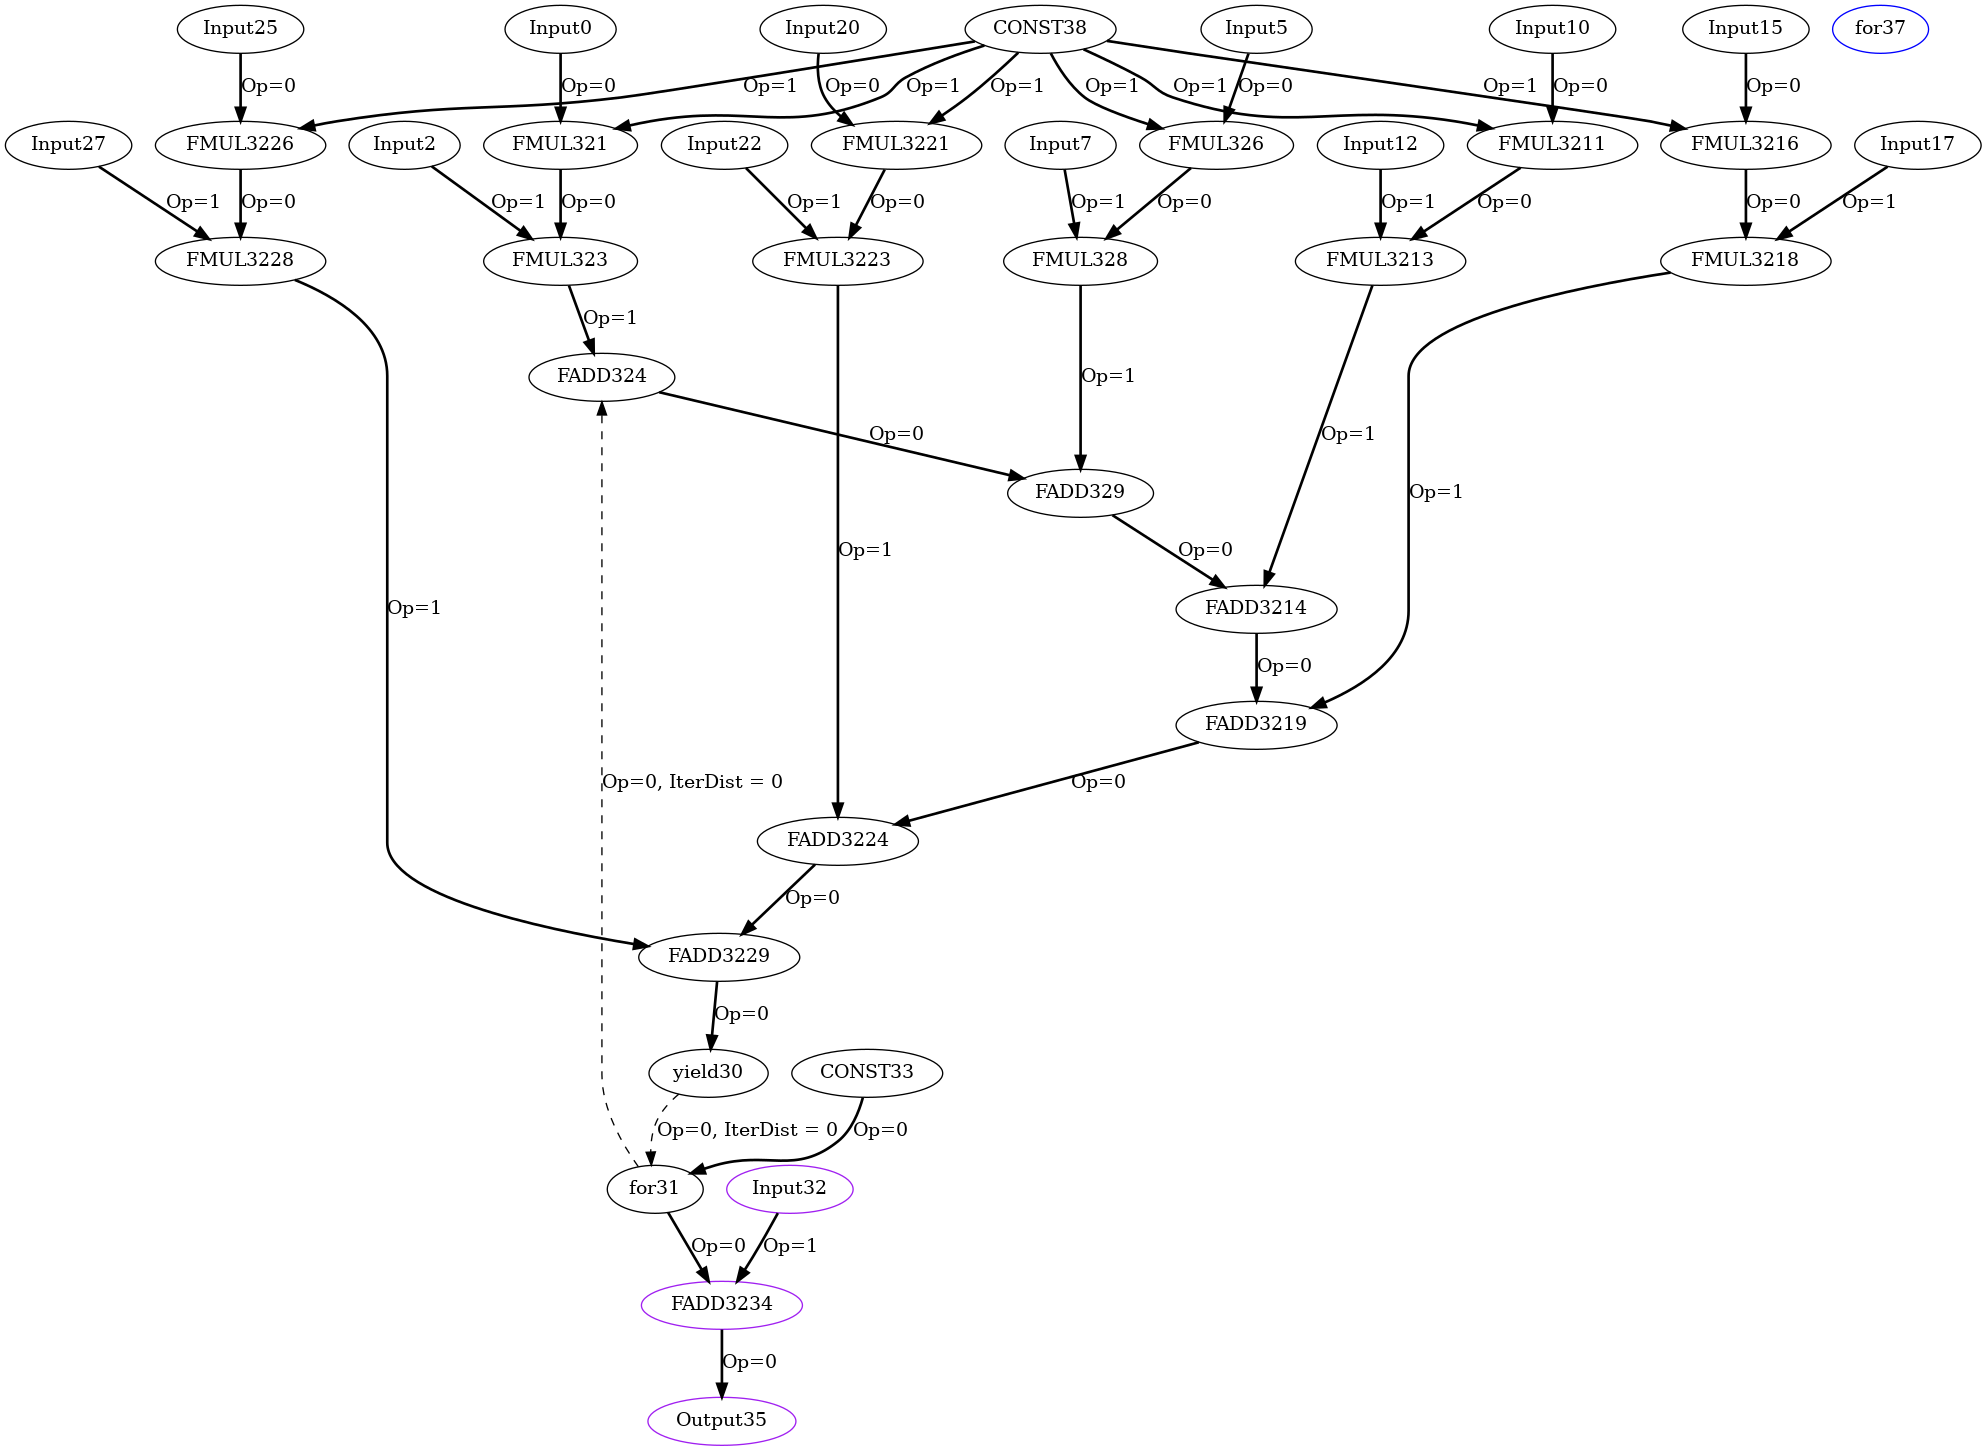 Input25 Input0 Input20 CONST38 Input5 Input10 Input15 for37
Op=0 Op=1 Op=0 Op=0 Op=1 Op=1 Op=1 Op=0 Op=1 Op=0 Op=1 Op=0
Input27 FMUL3226 Input2 FMUL321 Input22 FMUL3221 Input7 FMUL326 Input12 FMUL3211 FMUL3216 Input17
Op=1 Op=0 Op=1 Op=0 Op=1 Op=0 Op=1 Op=0 Op=1 Op=0 Op=0 Op=1
FMUL3228 FMUL323 FMUL3223 FMUL328 FMUL3213 FMUL3218
Op=1
FADD324
Op=1
Op=0 Op=1
FADD329
Op=1
Op=1 Op=0
Op=1
FADD3214
Op=0
FADD3219
Op=0, IterDist = 0 Op=0
FADD3224
Op=0
FADD3229
Op=0
yield30 CONST33
Op=0, IterDist = 0 Op=0
for31 Input32
Op=0 Op=1
FADD3234
Op=0
Output35